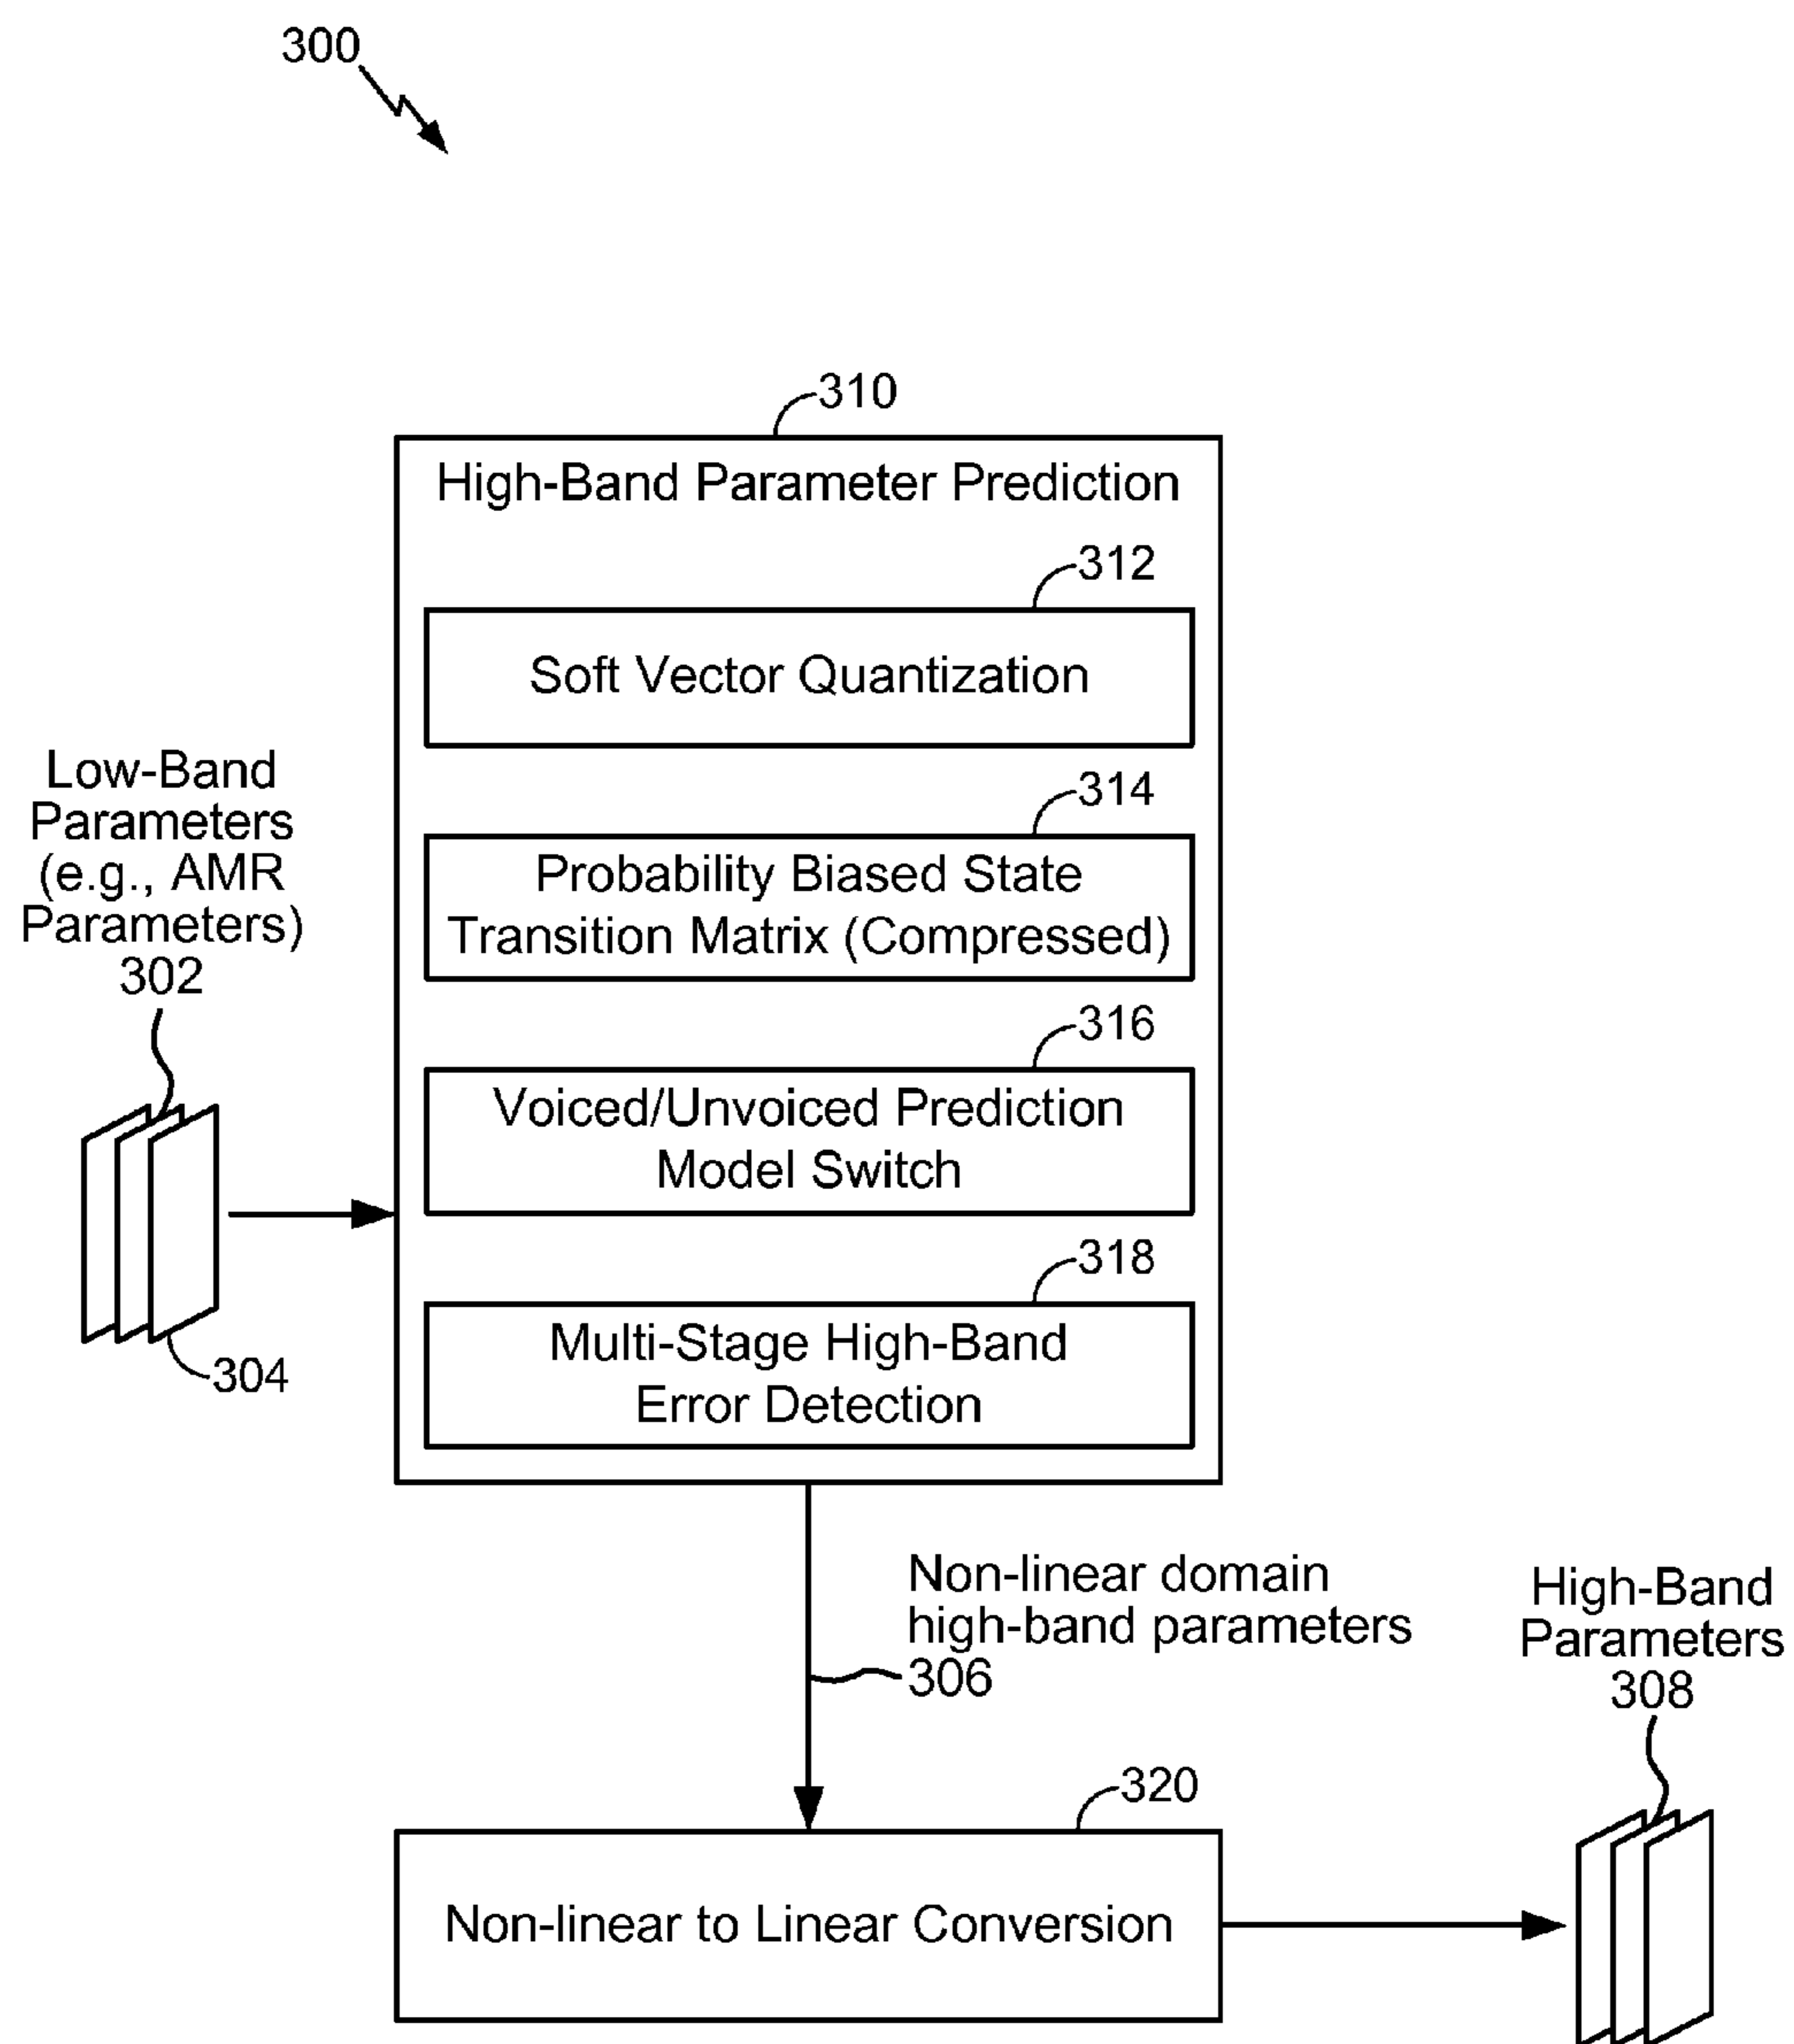 300
310
High-Band Parameter Prediction
312
Soft Vector Quantization
314
Probability Biased State
Transition Matrix (Compressed)
316
Voiced/Unvoiced Prediction
Model Switch
318
Multi-Stage High-Band
Error Detection
Low-Band
Parameters
(e.g., AMR
Parameters)
302
304
Non-linear domain
high-band parameters
306
320
Non-linear to Linear Conversion
High-Band
Parameters
308